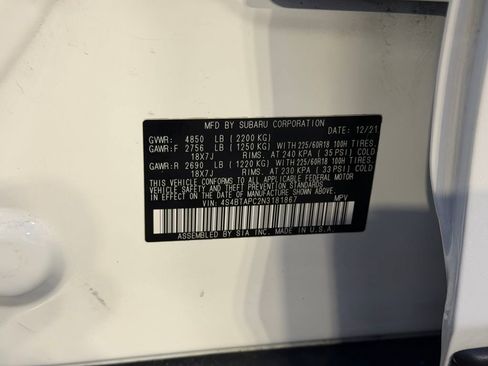 MFD BY SUBARU CORPORATION
DATE: 12/21
GVWR: 4850 LB (2200 KG)
GAWR:F 2756 LB (1250 KG) WITH 225/60R18 100H TIRES,
18X7J RIMS, AT 240 KPA (35 PSI) COLD
GAWR:R 2690 LB (1220 KG) WITH 225/60R18 100H TIRES,
18X7J RIMS, AT 230 KPA (33 PSI) COLD
THIS VEHICLE CONFORMS TO ALL APPLICABLE FEDERAL MOTOR
VEHICLE SAFETY AND THEFT PREVENTION STANDARDS IN EFFECT
ON THE DATE OF MANUFACTURE SHOWN ABOVE.
VIN: 4S4BTAPC2N3181867 MPV
ASSEMBLED BY SIA INC. MADE IN U.S.A.